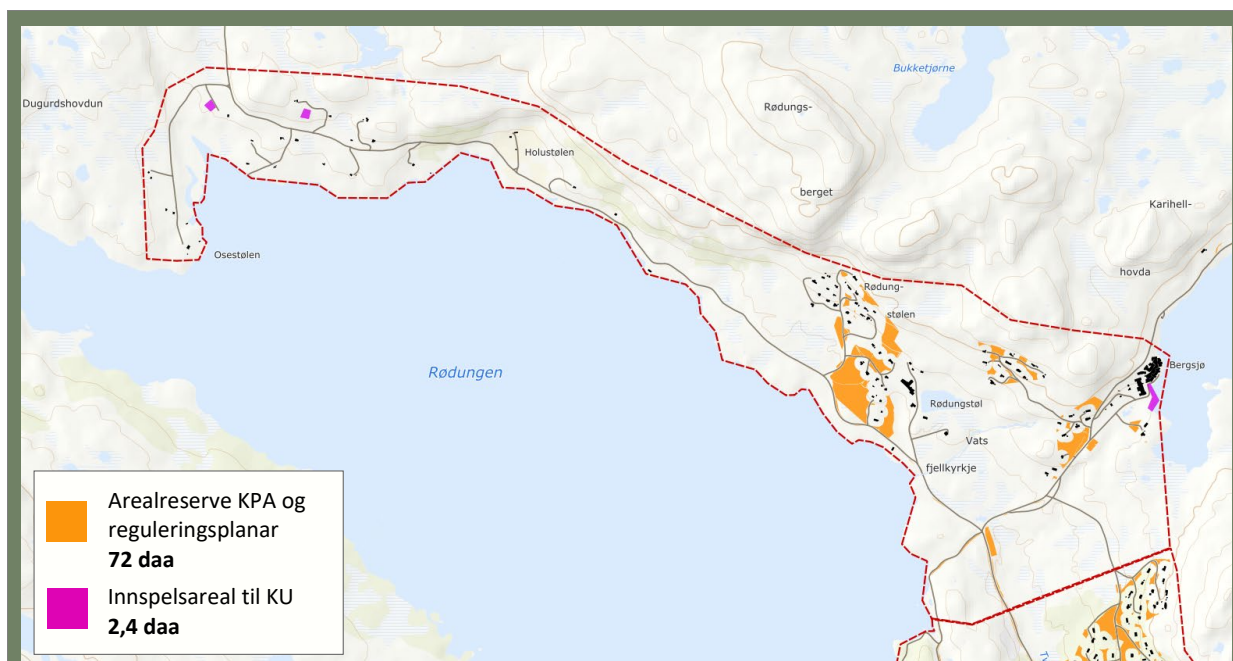 Bukketjørne
Dugurdshovdun
Rødungs-
Holustølen
berget
Karihell-
Osestølen
hovda
Rødung-
stølen
Bergsjø
Rødungen
Rødungstøl
Vats
fjellkyrkje
Arealreserve KPA og
reguleringsplanar
72 daa
Innspelsareal til KU
2,4 daa